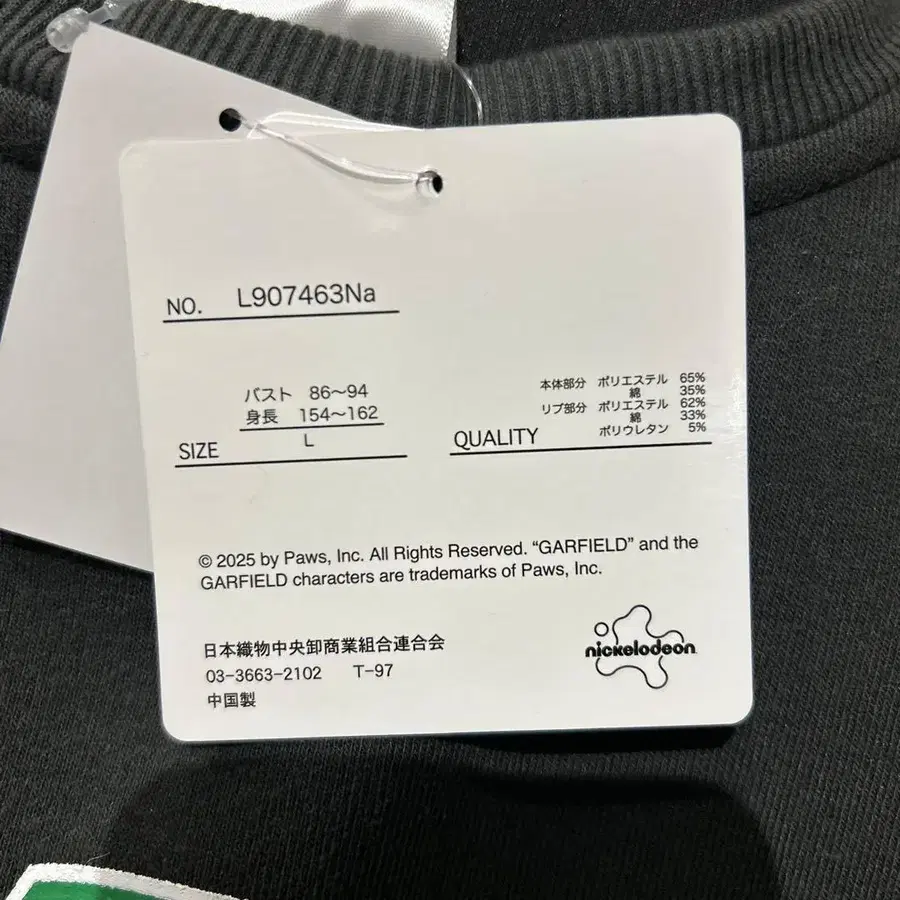 NO. L907463Na
バスト 86〜94
身長 154〜162
SIZE L
本体部分 ポリエステル 65%
綿 35%
リブ部分 ポリエステル 62%
綿 33%
ポリウレタン 5%
QUALITY
© 2025 by Paws, Inc. All Rights Reserved. “GARFIELD” and the
GARFIELD characters are trademarks of Paws, Inc.
日本織物中央卸商業組合連合会
03-3663-2102 T-97
中国製
nickelodeon